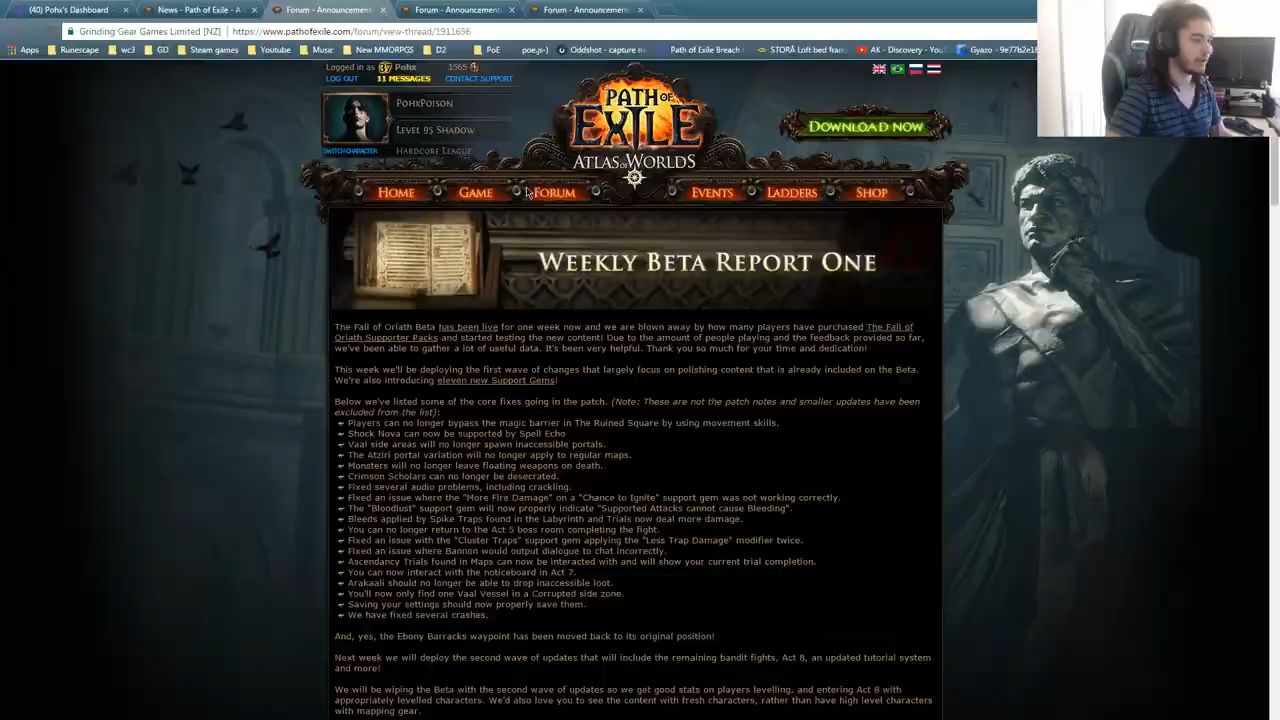 (40) Pohx's Dashboard
News - Path of Exile - A
Forum - Announcement
Forum - Announcement
Forum - Announcement
Grinding Gear Games Limited [NZ] https://www.pathofexile.com/forum/view-thread/1911656
Apps Runescape wc3 GD Steam games Youtube Music New MMORPGS D2 PoE poe.js-) Oddshot - capture Path of Exile Breach STORÅ Loft bed fram AK - Discovery - You Gyazo - 9e77b2e18
Logged in as 37 Pohx 1565
LOG OUT 11 MESSAGES CONTACT SUPPORT
POHXPOISON
LEVEL 95 SHADOW
SWITCH CHARACTER HARDCORE LEAGUE
PATH OF EXILE
ATLAS OF WORLDS
DOWNLOAD NOW
HOME GAME FORUM EVENTS LADDERS SHOP
WEEKLY BETA REPORT ONE
The Fall of Oriath Beta has been live for one week now and we are blown away by how many players have purchased The Fall of
Oriath Supporter Packs and started testing the new content! Due to the amount of people playing and the feedback provided so far,
we've been able to gather a lot of useful data. It's been very helpful. Thank you so much for your time and dedication!
This week we'll be deploying the first wave of changes that largely focus on polishing content that is already included on the Beta.
We're also introducing eleven new Support Gems!
Below we've listed some of the core fixes going in the patch. (Note: These are not the patch notes and smaller updates have been
excluded from the list):
Players can no longer bypass the magic barrier in The Ruined Square by using movement skills.
Shock Nova can now be supported by Spell Echo
Vaal side areas will no longer spawn inaccessible portals.
The Atziri portal variation will no longer apply to regular maps.
Monsters will no longer leave floating weapons on death.
Crimson Scholars can no longer be desecrated.
Fixed several audio problems, including crackling.
Fixed an issue where the "More Fire Damage" on a "Chance to Ignite" support gem was not working correctly.
The "Bloodlust" support gem will now properly indicate "Supported Attacks cannot cause Bleeding".
Bleeds applied by Spike Traps found in the Labyrinth and Trials now deal more damage.
You can no longer return to the Act 5 boss room completing the fight.
Fixed an issue with the "Cluster Traps" support gem applying the "Less Trap Damage" modifier twice.
Fixed an issue where Bannon would output dialogue to chat incorrectly.
Ascendancy Trials found in Maps can now be interacted with and will show your current trial completion.
You can now interact with the noticeboard in Act 7.
Arakaali should no longer be able to drop inaccessible loot.
You'll now only find one Vaal Vessel in a Corrupted side zone.
Saving your settings should now properly save them.
We have fixed several crashes.
And, yes, the Ebony Barracks waypoint has been moved back to its original position!
Next week we will deploy the second wave of updates that will include the remaining bandit fights, Act 8, an updated tutorial system
and more!
We will be wiping the Beta with the second wave of updates so we get good stats on players levelling, and entering Act 8 with
appropriately levelled characters. We'd also love you to see the content with fresh characters, rather than have high level characters
with mapping gear.